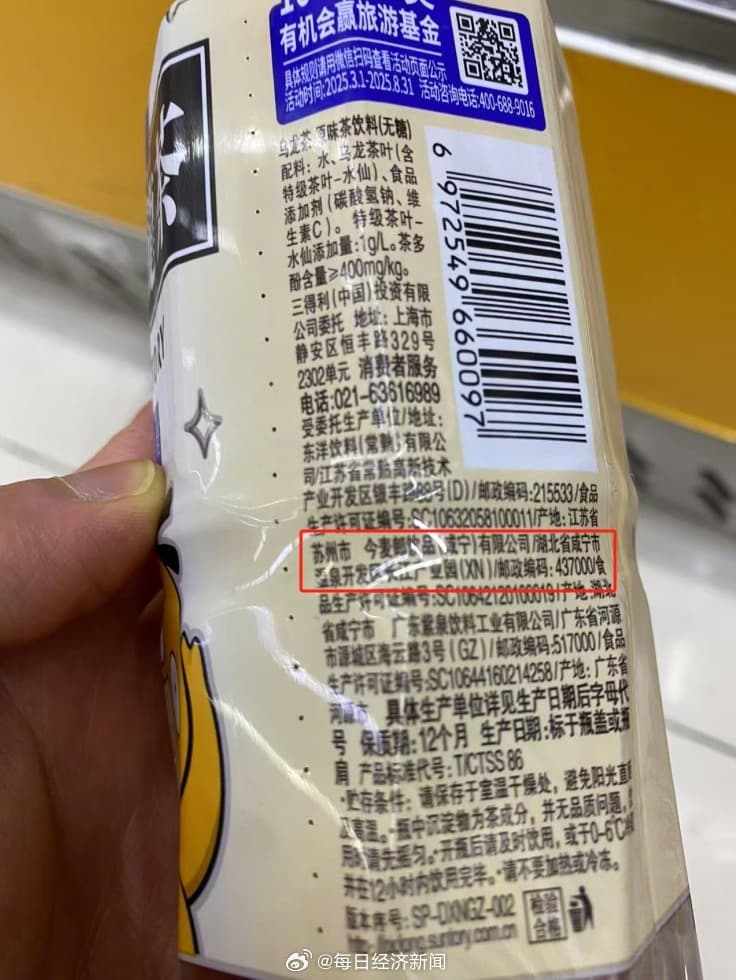 有机会赢旅游基金
具体规则请用微信扫码查看活动页面公示
活动时间:2025.3.1-2025.8.31 活动咨询电话:400-688-9016
乌龙茶 原味茶饮料(无糖)
配料：水、乌龙茶叶(含
特级茶叶-水仙)、食品
添加剂(碳酸氢钠、维
生素C)。特级茶叶-
水仙添加量:1g/L。茶多
酚含量≥400mg/kg。
三得利(中国)投资有限
公司委托 地址:上海市
静安区恒丰路329号
2302单元 消费者服务
电话:021-63616989
受委托生产单位/地址:
东洋饮料(常熟)有限公
司/江苏省常熟高新技术
产业开发区银丰路88号(D)/邮政编码:215533/食品
生产许可证编号:SC10632058100011/产地:江苏省
苏州市 今麦郎饮品(咸宁)有限公司/湖北省咸宁市
温泉开发区长江产业园(XN)/邮政编码:437000/食
品生产许可证编号:SC10642120100019/产地:湖北
省咸宁市 广东紫泉饮料工业有限公司/广东省河源
市源城区海云路3号(GZ)/邮政编码:517000/食品
生产许可证编号:SC10644160214258/产地:广东省
河源市 具体生产单位详见生产日期后字母代
号 保质期:12个月 生产日期:标于瓶盖或瓶
肩 产品标准代号:T/CTSS 86
·贮存条件：请保存于室温干燥处，避免阳光直
及高温。·瓶中沉淀物为茶成分，并无品质问题，
用时请先摇匀。·开瓶后请及时饮用，或于0-6℃
并在12小时内饮用完毕。·请不要加热或冷冻。
版本序号:SP-DXNGZ-002 检验合格
6 972549 660097
@每日经济新闻